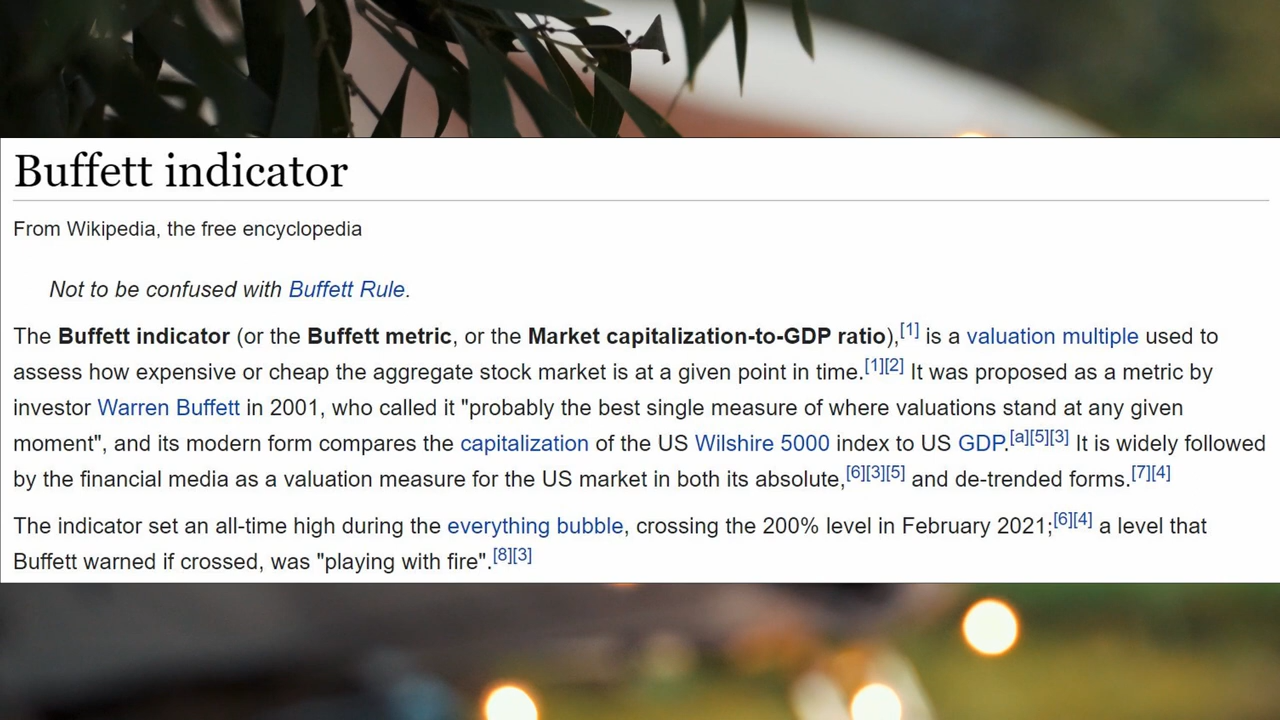 Buffett indicator
From Wikipedia, the free encyclopedia
Not to be confused with Buffett Rule.
The Buffett indicator (or the Buffett metric, or the Market capitalization-to-GDP ratio),[1] is a valuation multiple used to
assess how expensive or cheap the aggregate stock market is at a given point in time.[1][2] It was proposed as a metric by
investor Warren Buffett in 2001, who called it "probably the best single measure of where valuations stand at any given
moment", and its modern form compares the capitalization of the US Wilshire 5000 index to US GDP.[a][5][3] It is widely followed
by the financial media as a valuation measure for the US market in both its absolute,[6][3][5] and de-trended forms.[7][4]
The indicator set an all-time high during the everything bubble, crossing the 200% level in February 2021;[6][4] a level that
Buffett warned if crossed, was "playing with fire".[8][3]